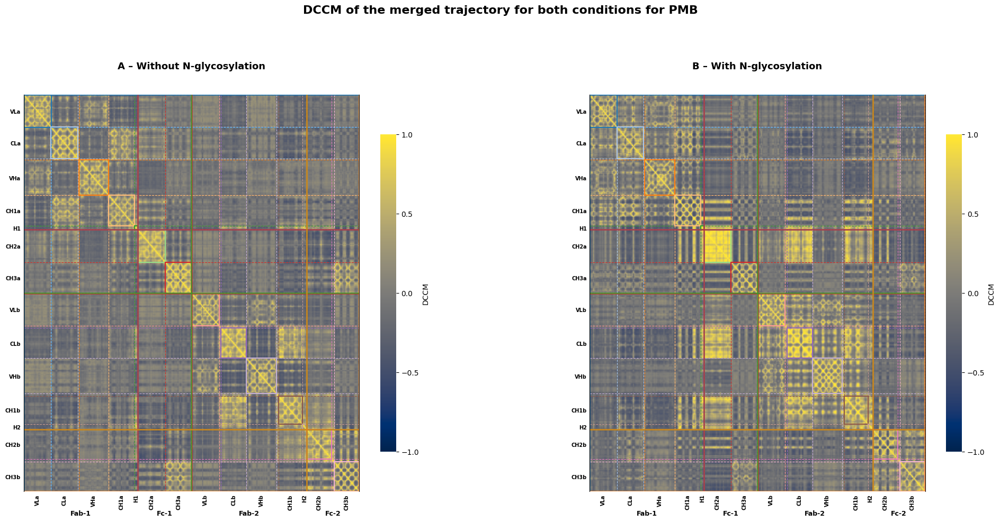 DCCM of the merged trajectory for both conditions for PMB
A – Without N-glycosylation
VLa
CLa
VHa
CH1a
H1
CH2a
CH3a
VLb
CLb
VHb
CH1b
H2
CH2b
CH3b
VLa
CLa
VHa
CH1a
H1
CH2a
CH3a
VLb
CLb
VHb
CH1b
H2
CH2b
CH3b
Fab-1
Fc-1
Fab-2
Fc-2
1.0
0.5
0.0
−0.5
−1.0
DCCM
B – With N-glycosylation
VLa
CLa
VHa
CH1a
H1
CH2a
CH3a
VLb
CLb
VHb
CH1b
H2
CH2b
CH3b
VLa
CLa
VHa
CH1a
H1
CH2a
CH3a
VLb
CLb
VHb
CH1b
H2
CH2b
CH3b
Fab-1
Fc-1
Fab-2
Fc-2
1.0
0.5
0.0
−0.5
−1.0
DCCM